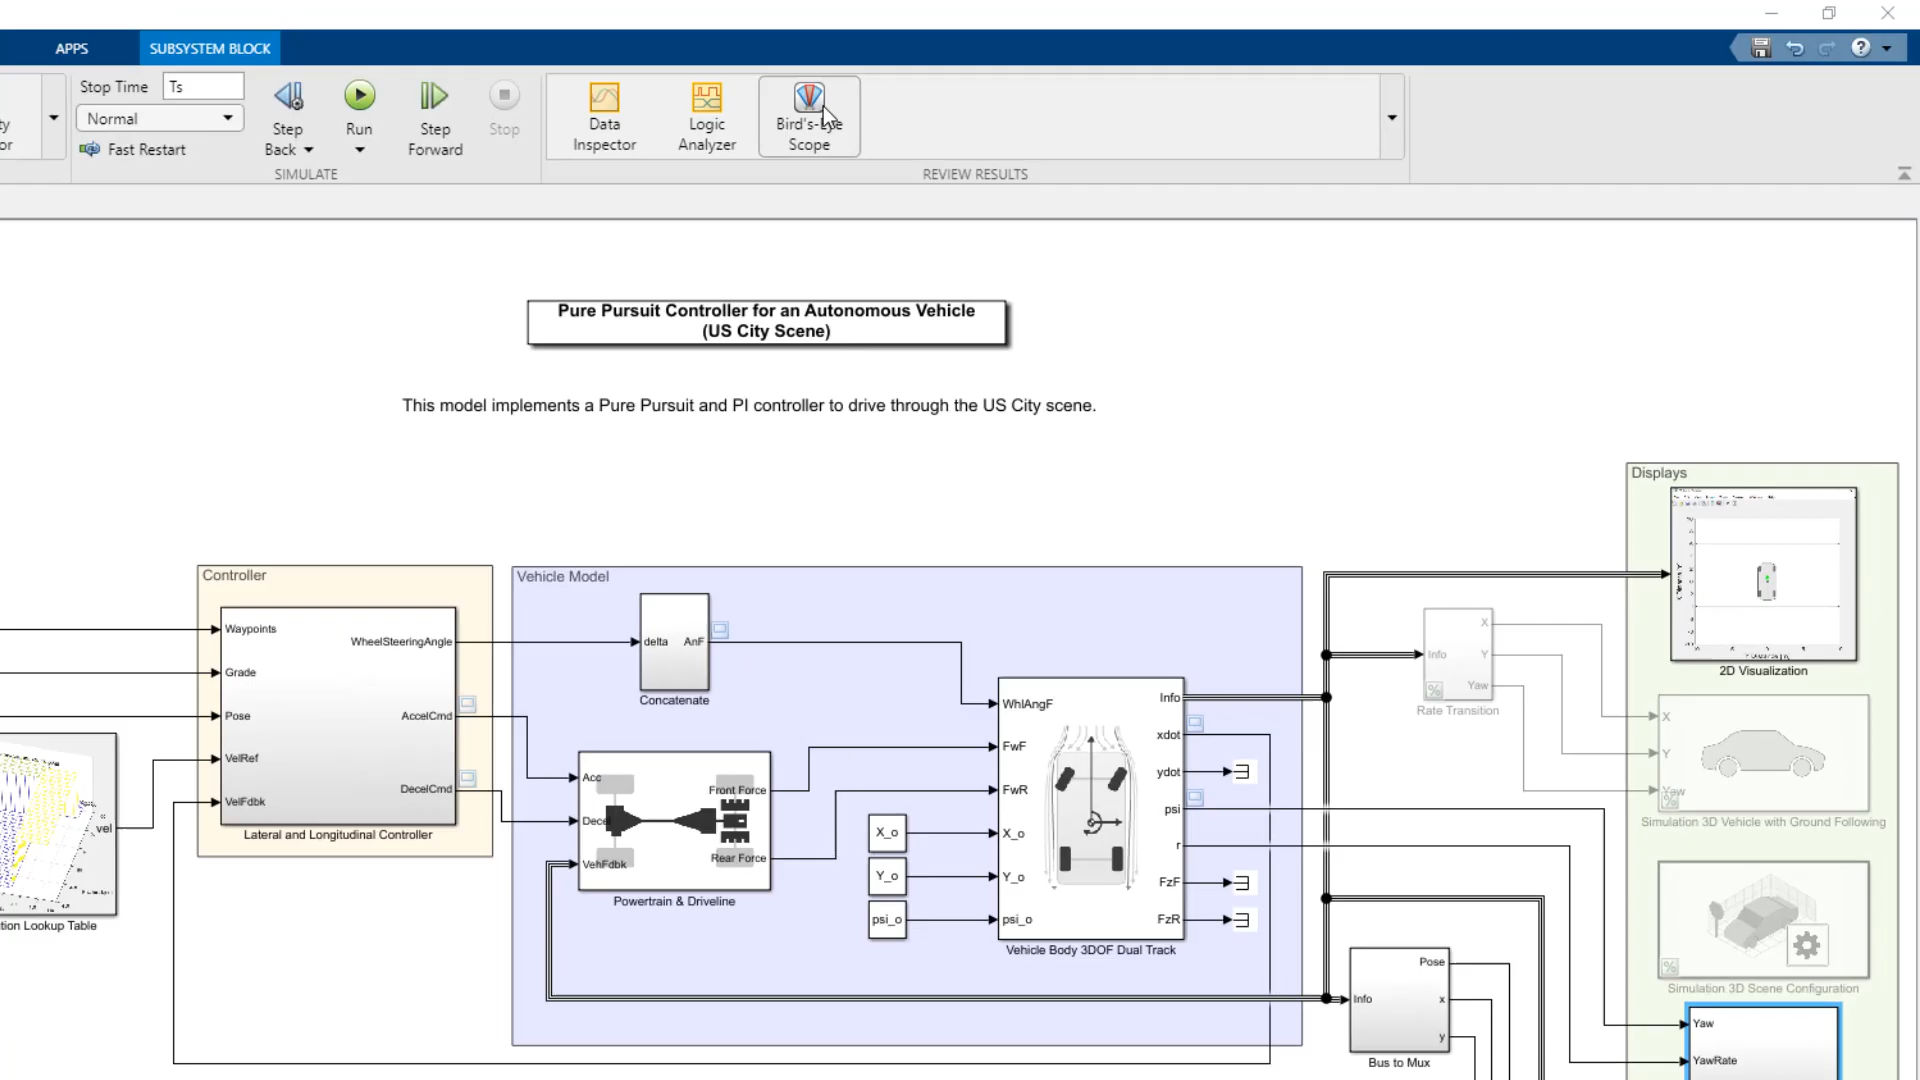 APPS
SUBSYSTEM BLOCK
Stop Time
Ts
Normal
Fast Restart
Step
Back
Run
Step
Forward
Stop
SIMULATE
Data
Inspector
Logic
Analyzer
Bird's-Eye
Scope
REVIEW RESULTS
Pure Pursuit Controller for an Autonomous Vehicle
(US City Scene)
This model implements a Pure Pursuit and PI controller to drive through the US City scene.
Controller
Waypoints
Grade
Pose
VelRef
VelFdbk
WheelSteeringAngle
AccelCmd
DecelCmd
Lateral and Longitudinal Controller
vel
tion Lookup Table
Vehicle Model
delta
AnF
Concatenate
Acc
Decel
VehFdbk
Front Force
Rear Force
Powertrain & Driveline
X_o
Y_o
psi_o
WhlAngF
FwF
FwR
X_o
Y_o
psi_o
Info
xdot
ydot
psi
r
FzF
FzR
Vehicle Body 3DOF Dual Track
Info
X
Y
Yaw
Rate Transition
Info
Pose
x
y
Bus to Mux
Displays
2D Visualization
X
Y
Yaw
Simulation 3D Vehicle with Ground Following
Simulation 3D Scene Configuration
Yaw
YawRate